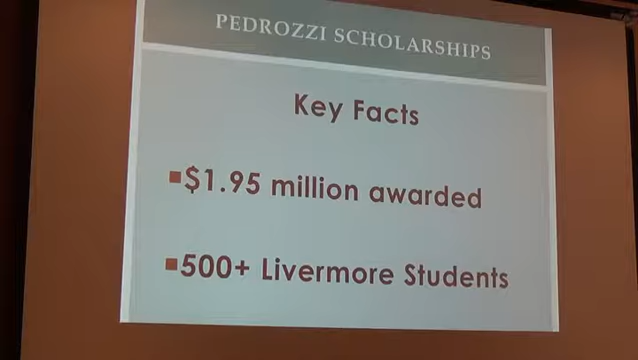 PEDROZZI SCHOLARSHIPS
Key Facts
▪$1.95 million awarded
▪500+ Livermore Students